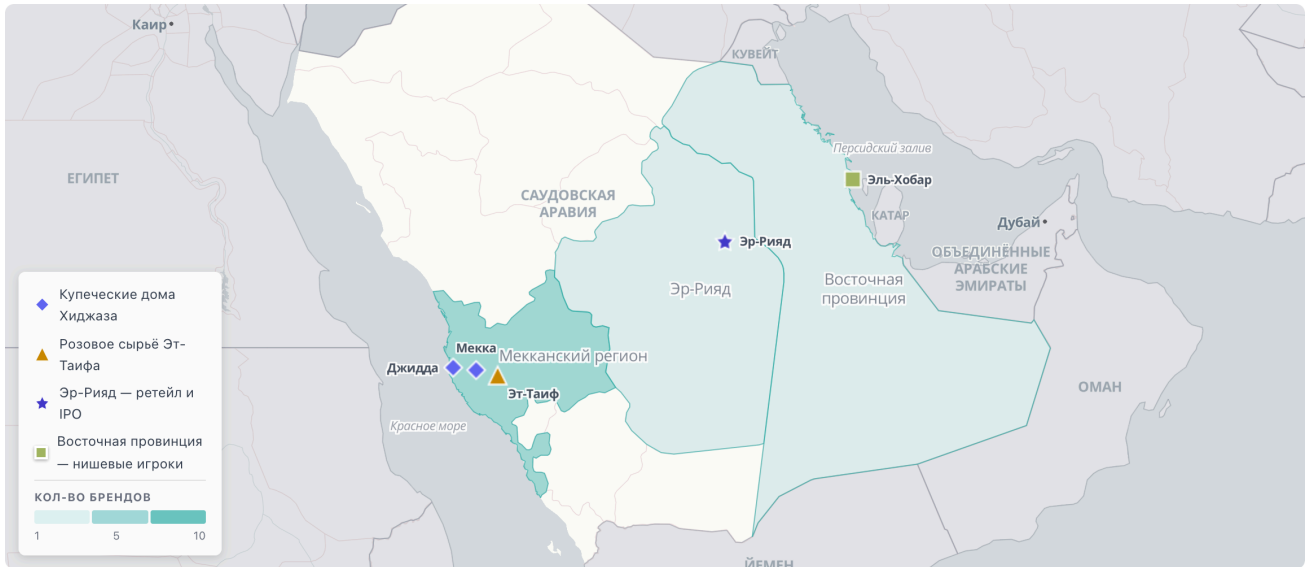 Каир
КУВЕЙТ
Персидский залив
ЕГИПЕТ
Эль-Хобар
САУДОВСКАЯ
АРАВИЯ
КАТАР
Дубай
Эр-Рияд
ОБЪЕДИНЁННЫЕ
АРАБСКИЕ
ЭМИРАТЫ
Эр-Рияд
Восточная
провинция
Мекка
Мекканский регион
Джидда
Эт-Таиф
ОМАН
Красное море
ЙЕМЕН
Купеческие дома
Хиджаза
Розовое сырьё Эт-
Таифа
Эр-Рияд — ретейл и
IPO
Восточная провинция
— нишевые игроки
КОЛ-ВО БРЕНДОВ
1 5 10